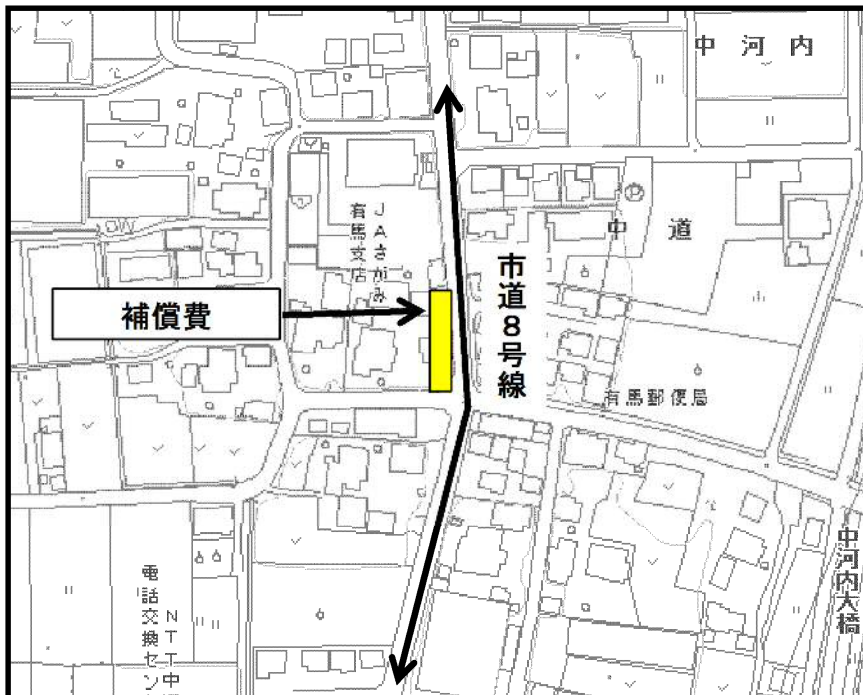 中河内
JAさがみ
有馬支店
中道
市道8号線
補償費
有馬郵便局
中河内大橋
NTT中
電話交換セン